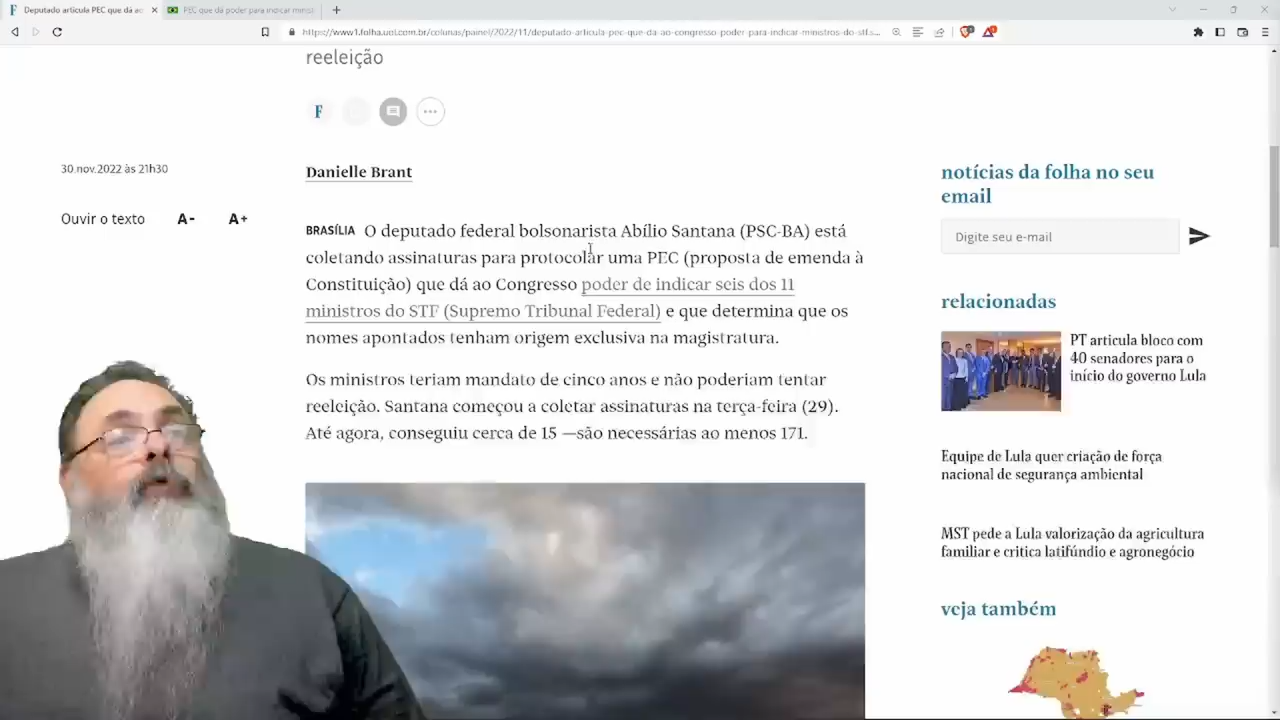 Deputado articula PEC que dá ao
PEC que dá poder para indicar minist
https://www1.folha.uol.com.br/colunas/painel/2022/11/deputado-articula-pec-que-da-ao-congresso-poder-para-indicar-ministros-do-stf.s...
reeleição
F
30.nov.2022 às 21h30
Ouvir o texto A- A+
Danielle Brant
BRASÍLIA O deputado federal bolsonarista Abílio Santana (PSC-BA) está
coletando assinaturas para protocolar uma PEC (proposta de emenda à
Constituição) que dá ao Congresso poder de indicar seis dos 11
ministros do STF (Supremo Tribunal Federal) e que determina que os
nomes apontados tenham origem exclusiva na magistratura.
Os ministros teriam mandato de cinco anos e não poderiam tentar
reeleição. Santana começou a coletar assinaturas na terça-feira (29).
Até agora, conseguiu cerca de 15 —são necessárias ao menos 171.
notícias da folha no seu
email
Digite seu e-mail
relacionadas
PT articula bloco com
40 senadores para o
início do governo Lula
Equipe de Lula quer criação de força
nacional de segurança ambiental
MST pede a Lula valorização da agricultura
familiar e critica latifúndio e agronegócio
veja também